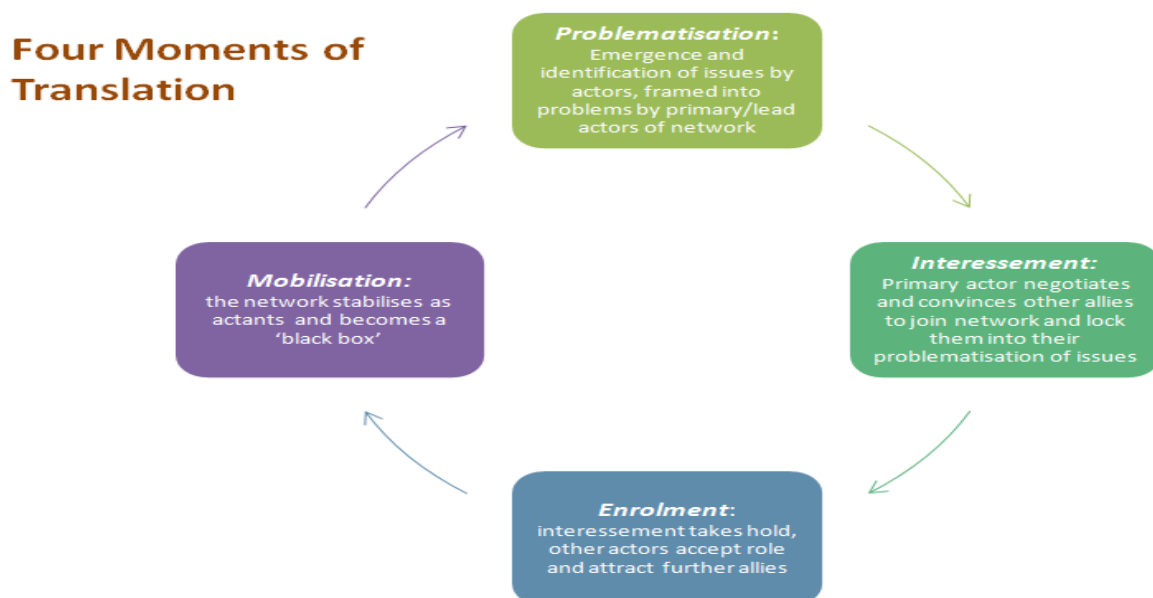 Four Moments of
Translation
Problematisation:
Emergence and
identification of issues by
actors, framed into
problems by primary/lead
actors of network
Interessement:
Primary actor negotiates
and convinces other allies
to join network and lock
them into their
problematisation of issues
Enrolment:
interessement takes hold,
other actors accept role
and attract further allies
Mobilisation:
the network stabilises as
actants and becomes a
‘black box’